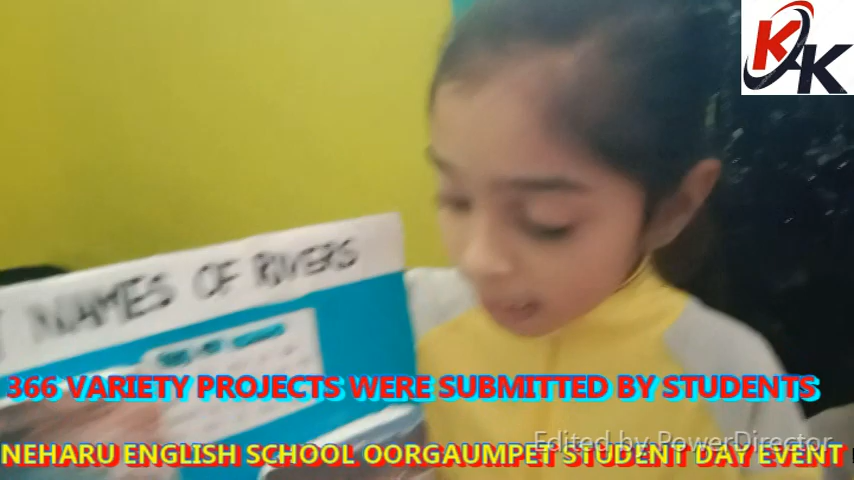 KAK
NAMES OF RIVERS
366 VARIETY PROJECTS WERE SUBMITTED BY STUDENTS
Edited by PowerDirector
NEHARU ENGLISH SCHOOL OORGAUMPET STUDENT DAY EVENT